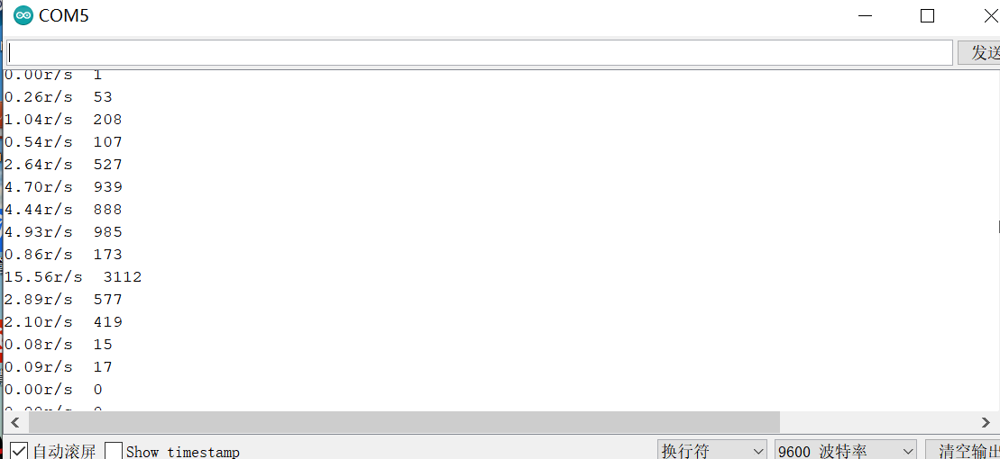 COM5
发送
0.00r/s 1
0.26r/s 53
1.04r/s 208
0.54r/s 107
2.64r/s 527
4.70r/s 939
4.44r/s 888
4.93r/s 985
0.86r/s 173
15.56r/s 3112
2.89r/s 577
2.10r/s 419
0.08r/s 15
0.09r/s 17
0.00r/s 0
0.00r/s 0
自动滚屏 Show timestamp 换行符 9600 波特率 清空输出